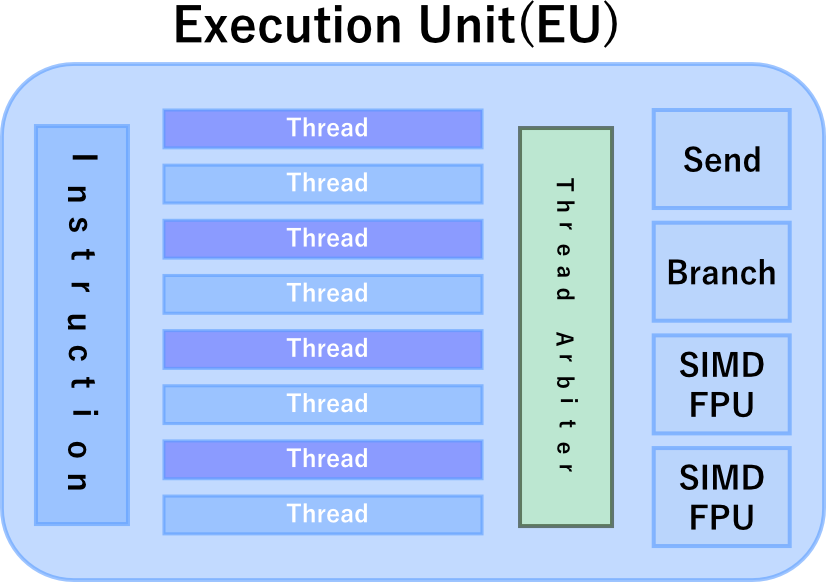 Execution Unit(EU)
Instruction
Thread
Thread
Thread
Thread
Thread
Thread
Thread
Thread
Thread Arbiter
Send
Branch
SIMD
FPU
SIMD
FPU